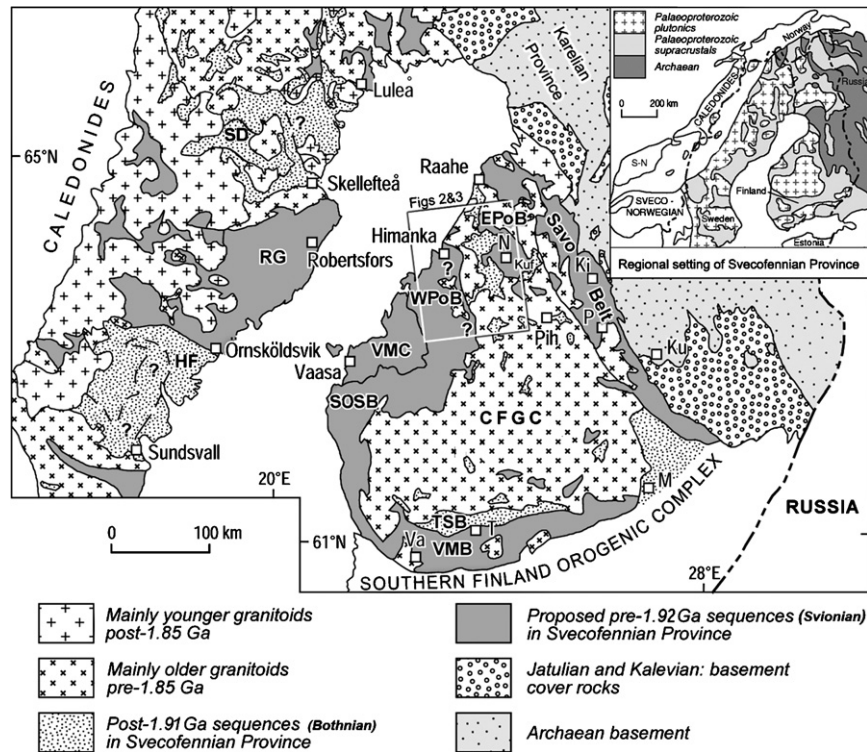 Palaeoproterozoic
plutonics
Palaeoproterozoic
supracrustals
Archaean
0 200 km
Norway
CALEDONIDES
Russia
S-N
SVECO-
NORWEGIAN
Sweden
Finland
Estonia
Regional setting of Svecofennian Province
Karelian
Province
CALEDONIDES
65°N
Luleå
SD
?
Skellefteå
Raahe
Figs 2&3
EPoB
Savo
Belt
Himanka
?
N
Kuf
Ki
RG
Robertsfors
WPoB
?
P
Pih
Ku
VMC
Örnsköldsvik
HF
?
Vaasa
SOSB
CFGC
?
Sundsvall
20°E
M
RUSSIA
0 100 km
61°N
TSB
T
Va
VMB
SOUTHERN FINLAND OROGENIC COMPLEX
28°E
Mainly younger granitoids
post-1.85 Ga
Mainly older granitoids
pre-1.85 Ga
Post-1.91Ga sequences (Bothnian)
in Svecofennian Province
Proposed pre-1.92Ga sequences (Svionian)
in Svecofennian Province
Jatulian and Kalevian: basement
cover rocks
Archaean basement